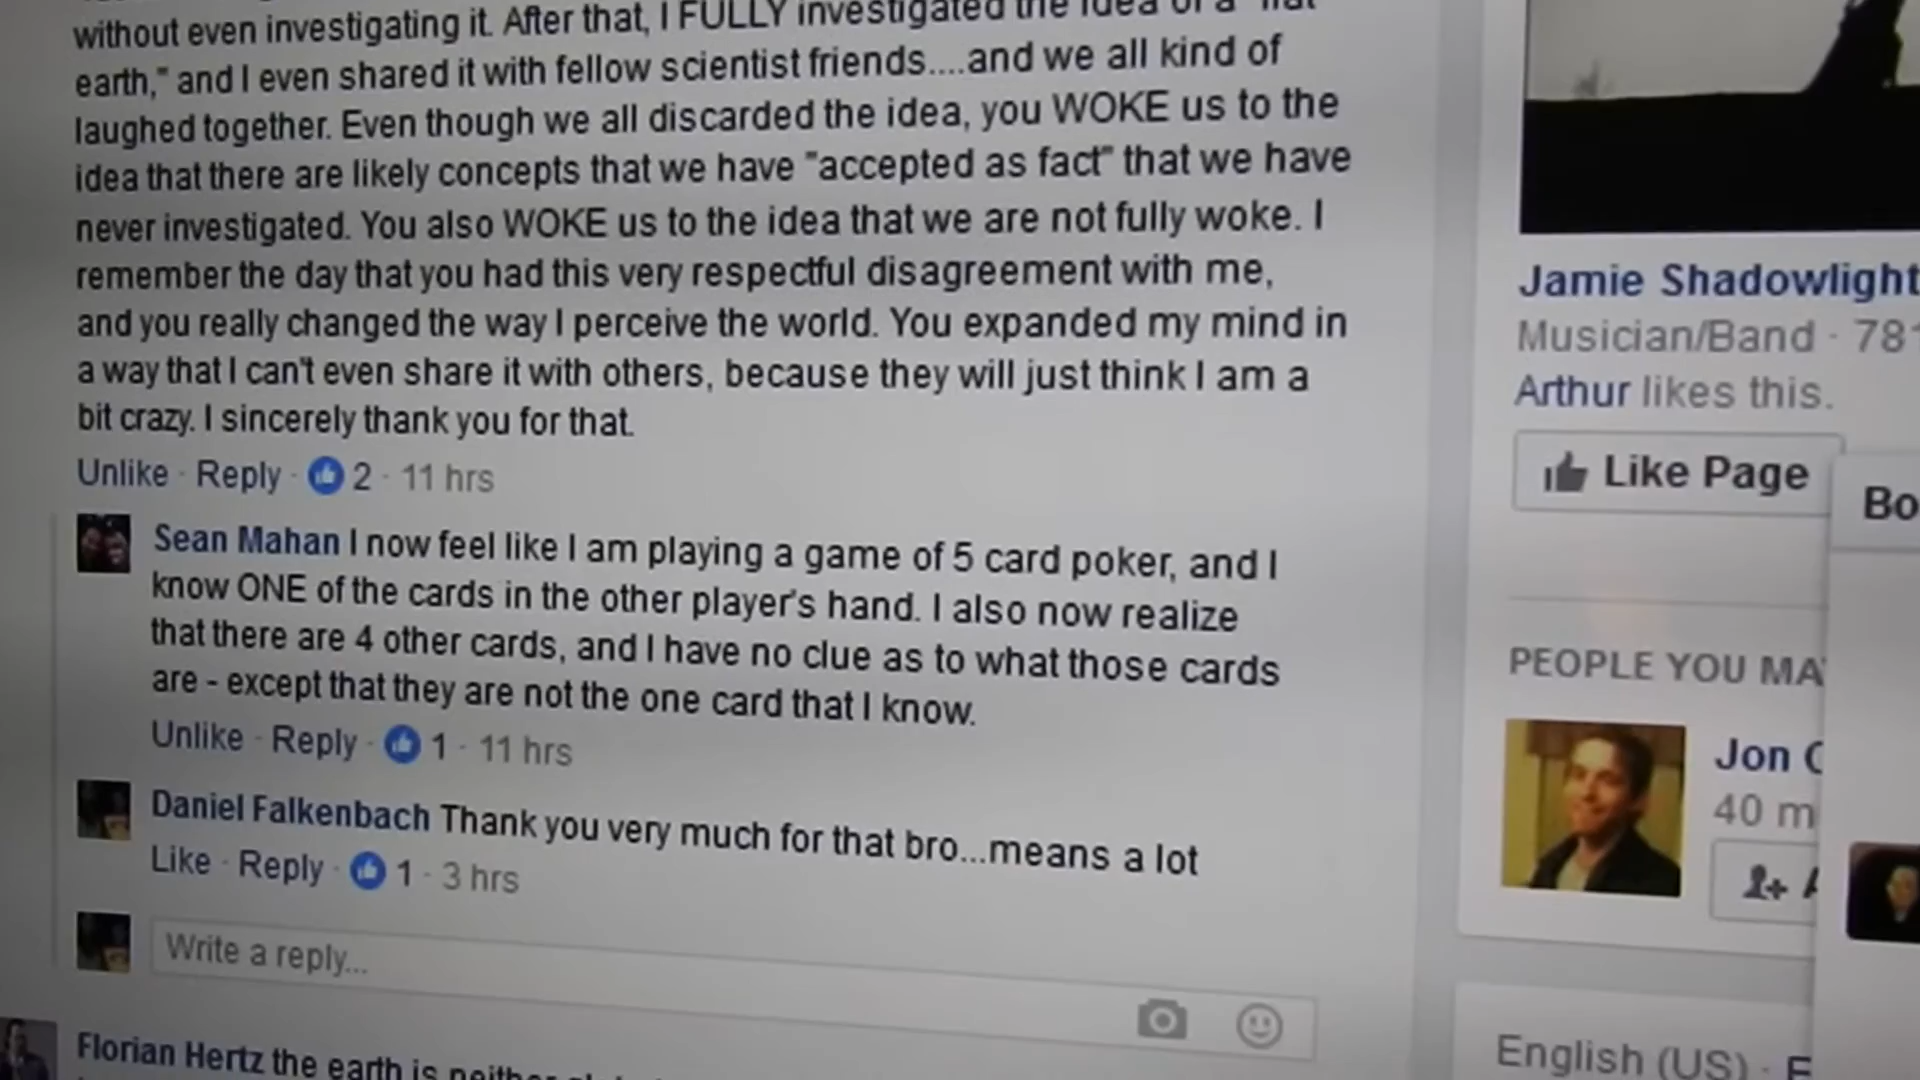 without even investigating it. After that, I FULLY investigated the idea of a "flat
earth," and I even shared it with fellow scientist friends....and we all kind of
laughed together. Even though we all discarded the idea, you WOKE us to the
idea that there are likely concepts that we have "accepted as fact" that we have
never investigated. You also WOKE us to the idea that we are not fully woke. I
remember the day that you had this very respectful disagreement with me,
and you really changed the way I perceive the world. You expanded my mind in
a way that I can't even share it with others, because they will just think I am a
bit crazy. I sincerely thank you for that.
Unlike · Reply · 2 · 11 hrs
Sean Mahan I now feel like I am playing a game of 5 card poker, and I
know ONE of the cards in the other player's hand. I also now realize
that there are 4 other cards, and I have no clue as to what those cards
are - except that they are not the one card that I know.
Unlike · Reply · 1 · 11 hrs
Daniel Falkenbach Thank you very much for that bro...means a lot
Like · Reply · 1 · 3 hrs
Write a reply...
Florian Hertz the earth is neither
Jamie Shadowlight
Musician/Band · 78
Arthur likes this.
Like Page
Bo
PEOPLE YOU MA
Jon
40 m
English (US) ·